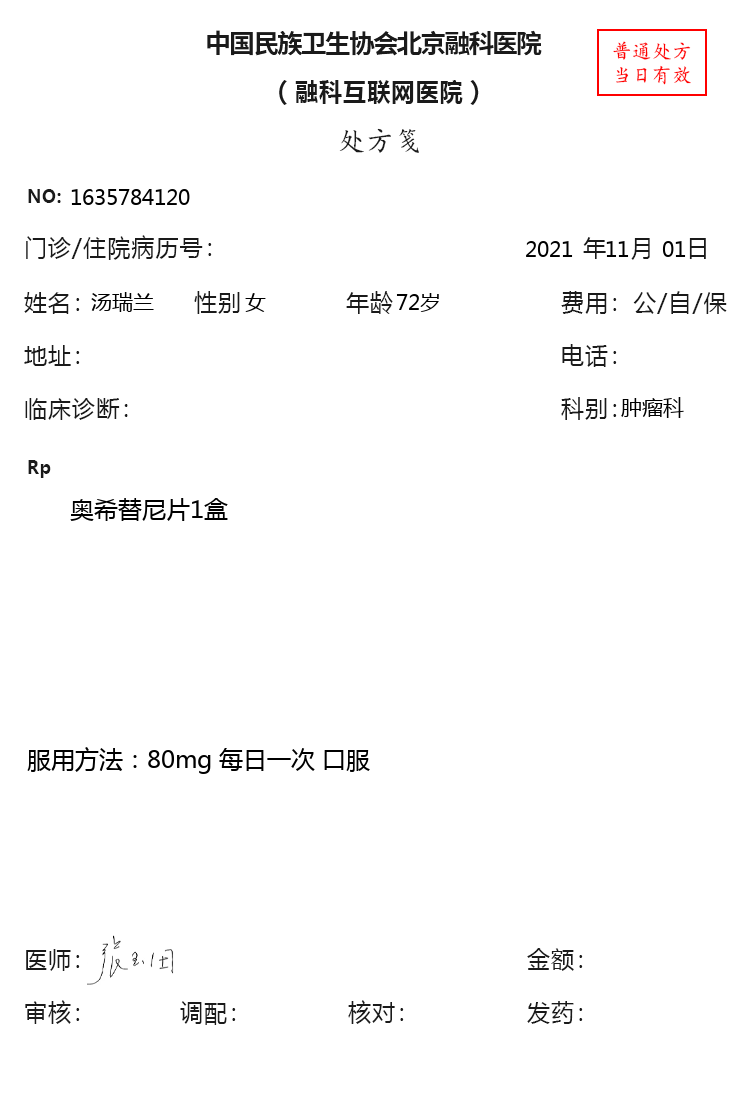 中国民族卫生协会北京融科医院
（融科互联网医院）
普通处方
当日有效
处方笺
NO: 1635784120
门诊/住院病历号： 2021 年11月 01日
姓名：汤瑞兰 性别 女 年龄 72岁 费用：公/自/保
地址： 电话：
临床诊断： 科别：肿瘤科
Rp
奥希替尼片1盒
服用方法：80mg 每日一次 口服
医师： 金额：
审核： 调配： 核对： 发药：